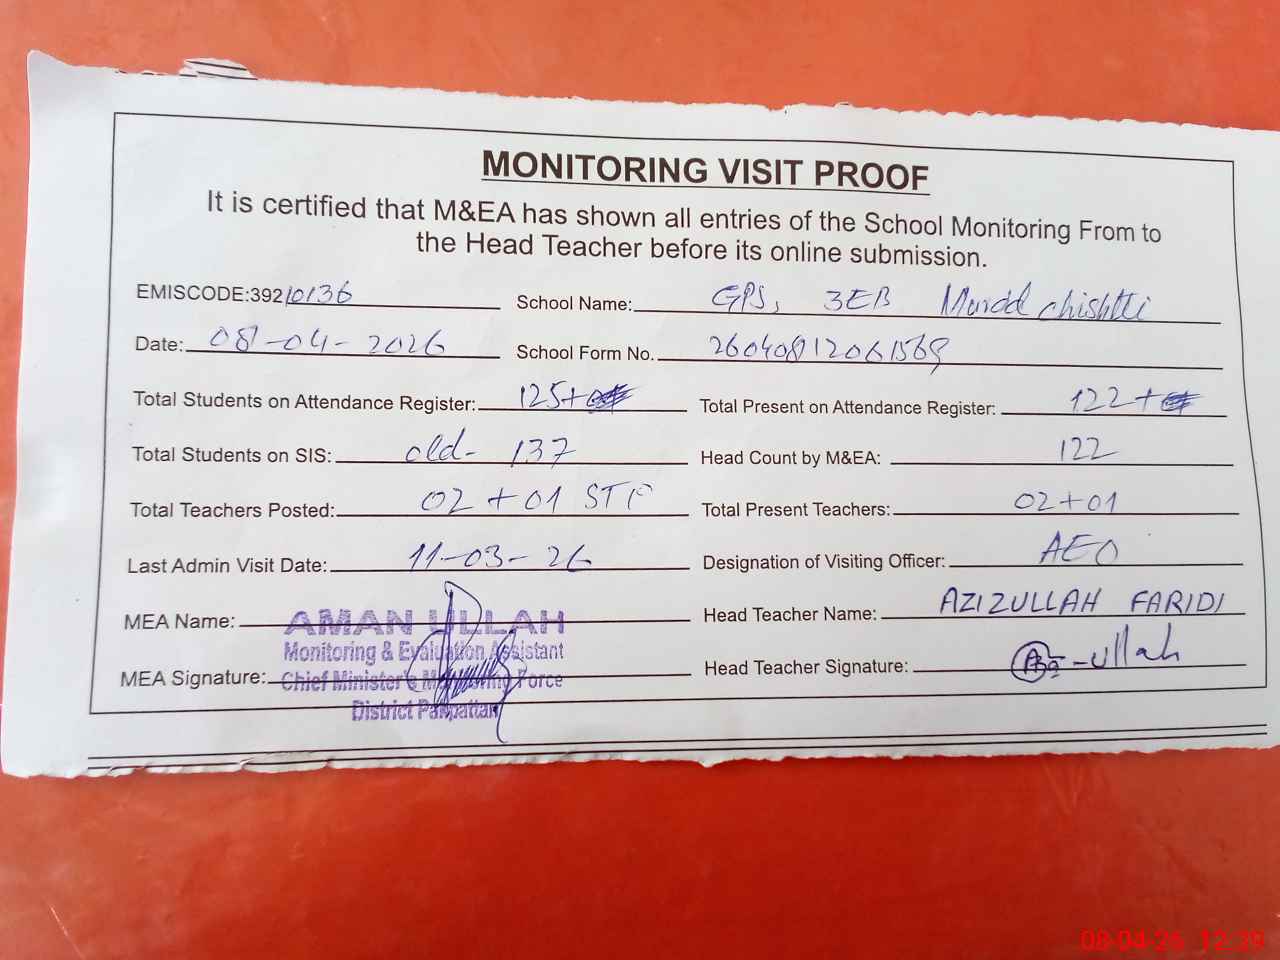 MONITORING VISIT PROOF
It is certified that M&EA has shown all entries of the School Monitoring From to
the Head Teacher before its online submission.
EMISCODE:39210136 School Name: GPS, 3EB Murad chishti
Date: 08-04-2026 School Form No. 26040812061569
Total Students on Attendance Register: 125+ Total Present on Attendance Register: 122+
Total Students on SIS: old- 137 Head Count by M&EA: 122
Total Teachers Posted: 02+01 STI Total Present Teachers: 02+01
Last Admin Visit Date: 11-03-26 Designation of Visiting Officer: AEO
MEA Name: AMAN ULLAH Head Teacher Name: AZIZULLAH FARIDI
Monitoring & Evaluation Assistant
MEA Signature: Chief Minister's Monitoring Force Head Teacher Signature: -ullah
District Pakpattan
08-04-26 12:39